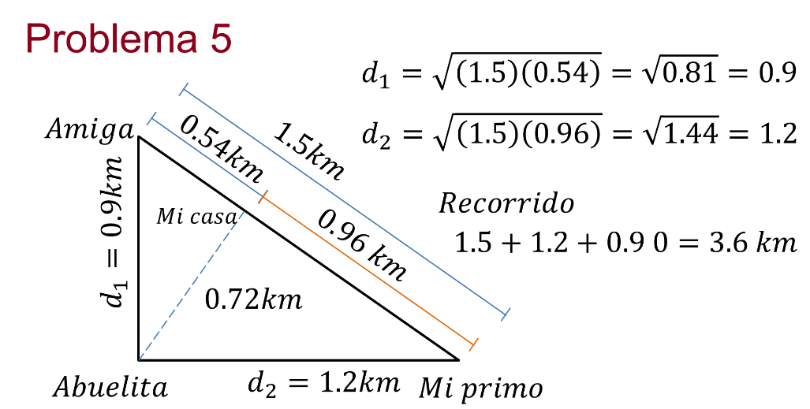 Problema 5
d₁ = √(1.5)(0.54) = √0.81 = 0.9
d₂ = √(1.5)(0.96) = √1.44 = 1.2
Amiga
0.54km
1.5km
Mi casa
0.96 km
d₁ = 0.9km
0.72km
Recorrido
1.5 + 1.2 + 0.9 0 = 3.6 km
Abuelita
d₂ = 1.2km
Mi primo